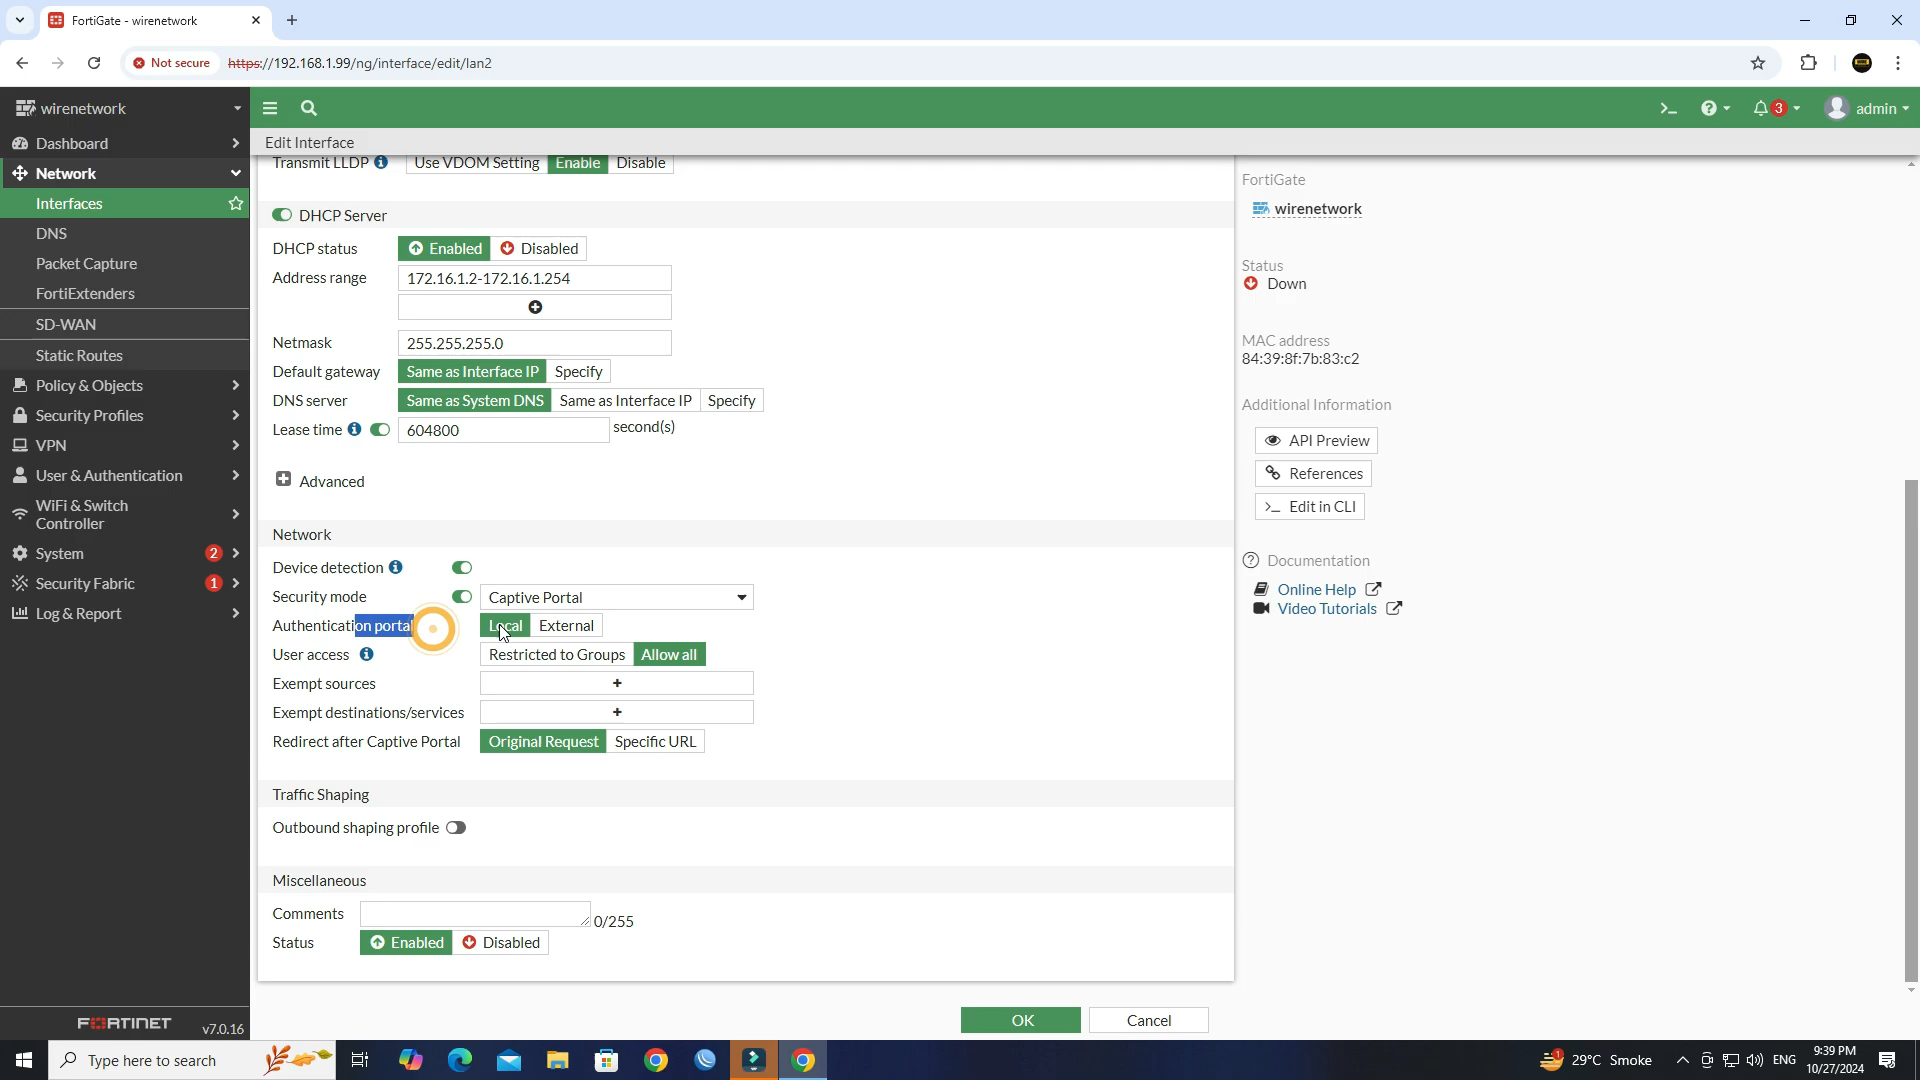 FortiGate - wirenetwork
Not secure
https://192.168.1.99/ng/interface/edit/lan2
wirenetwork
3
admin
Edit Interface
Dashboard
Network
Interfaces
DNS
Packet Capture
FortiExtenders
SD-WAN
Static Routes
Policy & Objects
Security Profiles
VPN
User & Authentication
WiFi & Switch
Controller
System
2
Security Fabric
1
Log & Report
FORTINET
v7.0.16
Transmit LLDP Use VDOM Setting Enable Disable
DHCP Server
DHCP status Enabled Disabled
Address range 172.16.1.2-172.16.1.254
Netmask 255.255.255.0
Default gateway Same as Interface IP Specify
DNS server Same as System DNS Same as Interface IP Specify
Lease time 604800 second(s)
Advanced
Network
Device detection
Security mode Captive Portal
Authentication portal Local External
User access Restricted to Groups Allow all
Exempt sources +
Exempt destinations/services +
Redirect after Captive Portal Original Request Specific URL
Traffic Shaping
Outbound shaping profile
Miscellaneous
Comments 0/255
Status Enabled Disabled
OK Cancel
FortiGate
wirenetwork
Status
Down
MAC address
84:39:8f:7b:83:c2
Additional Information
API Preview
References
>_ Edit in CLI
Documentation
Online Help
Video Tutorials
Type here to search
1
29°C Smoke
ENG
9:39 PM
10/27/2024